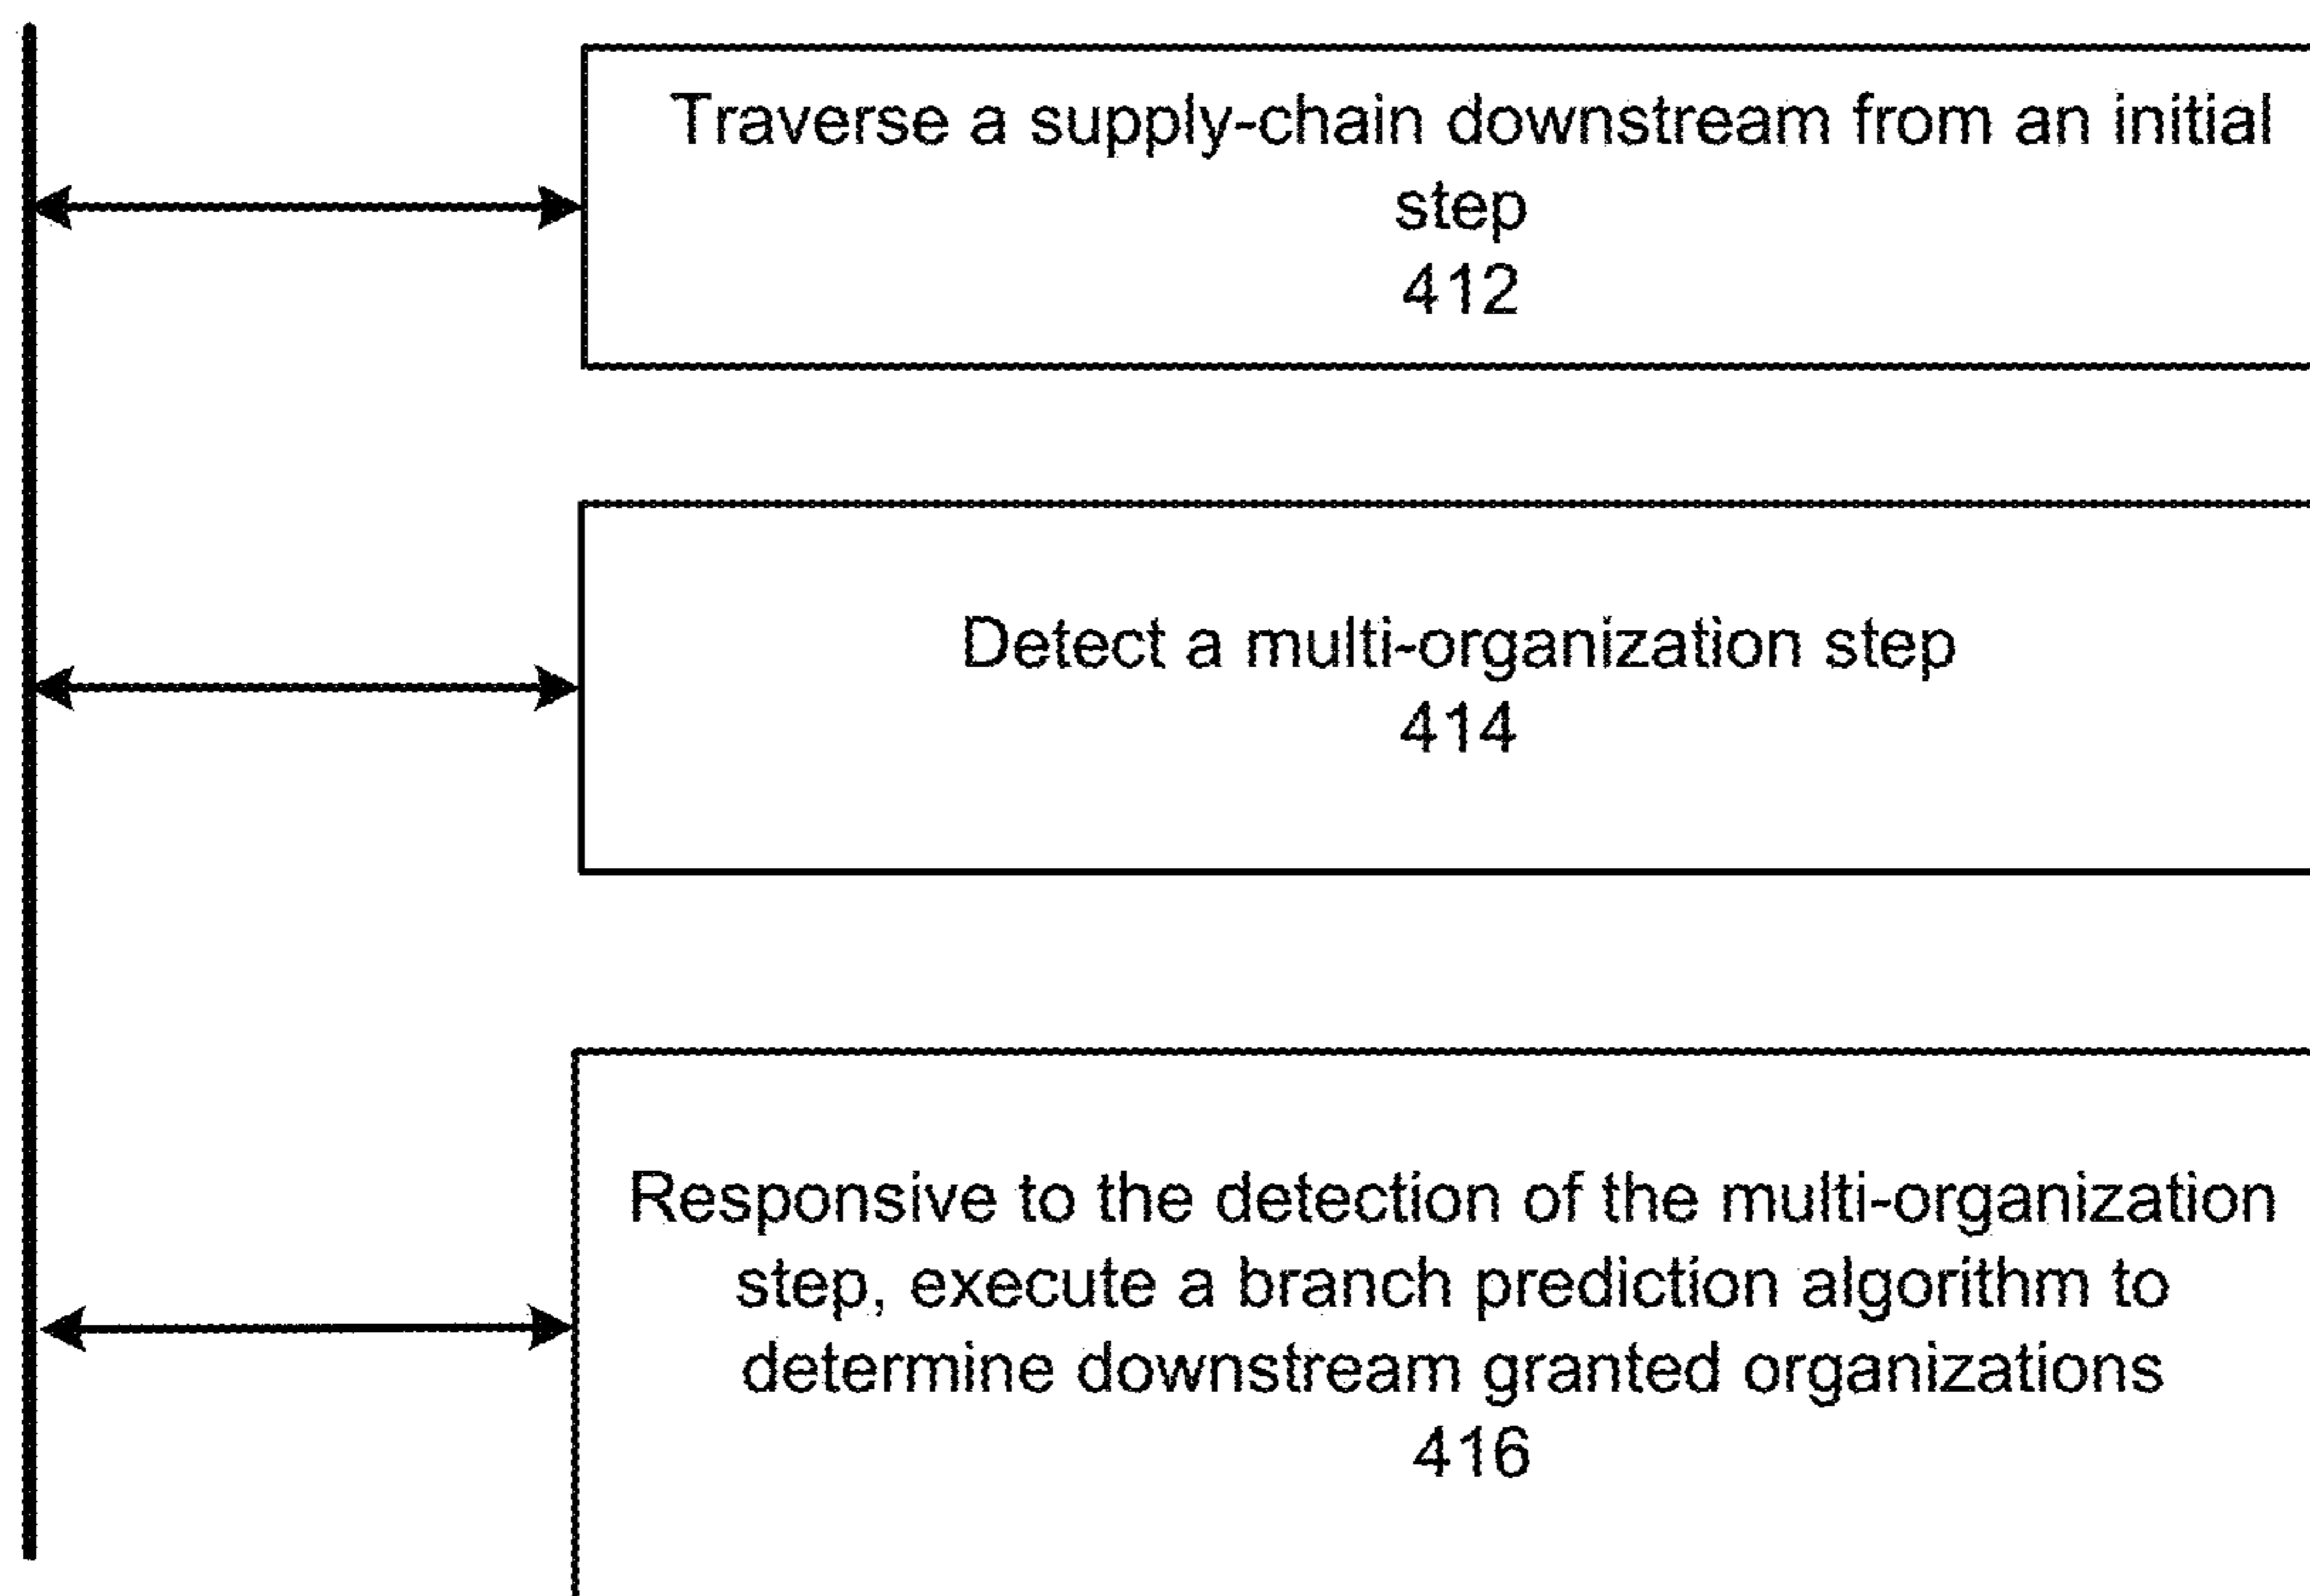 Traverse a supply-chain downstream from an initial
step
412
Detect a multi-organization step
414
Responsive to the detection of the multi-organization
step, execute a branch prediction algorithm to
determine downstream granted organizations
416